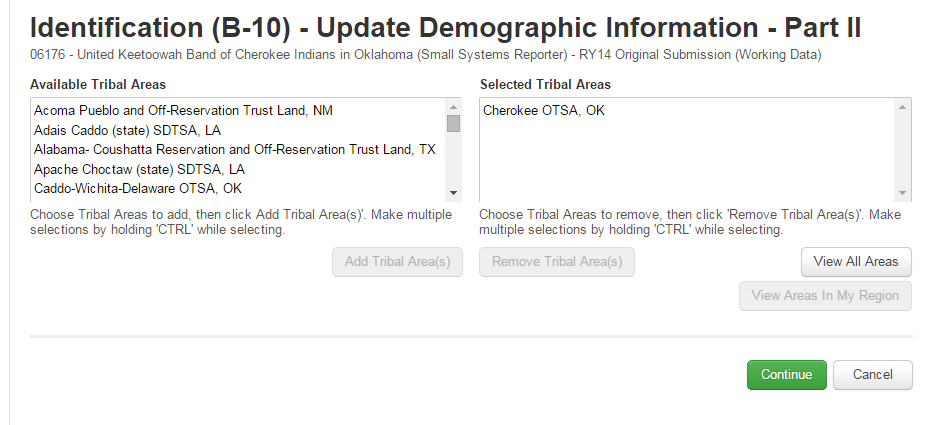 Identification (B-10) - Update Demographic Information - Part II
06176 - United Keetoowah Band of Cherokee Indians in Oklahoma (Small Systems Reporter) - RY14 Original Submission (Working Data)
Available Tribal Areas
Acoma Pueblo and Off-Reservation Trust Land, NM
Adais Caddo (state) SDTSA, LA
Alabama- Coushatta Reservation and Off-Reservation Trust Land, TX
Apache Choctaw (state) SDTSA, LA
Caddo-Wichita-Delaware OTSA, OK
Choose Tribal Areas to add, then click Add Tribal Area(s)'. Make multiple
selections by holding 'CTRL' while selecting.
Add Tribal Area(s)
Selected Tribal Areas
Cherokee OTSA, OK
Choose Tribal Areas to remove, then click 'Remove Tribal Area(s)'. Make
multiple selections by holding 'CTRL' while selecting.
Remove Tribal Area(s)
View All Areas
View Areas In My Region
Continue
Cancel